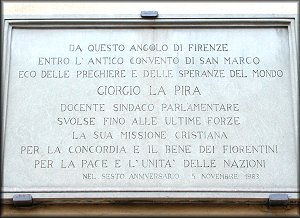 DA QUESTO ANGOLO DI FIRENZE
ENTRO L'ANTICO CONVENTO DI SAN MARCO
ECO DELLE PREGHIERE E DELLE SPERANZE DEL MONDO
GIORGIO LA PIRA
DOCENTE SINDACO PARLAMENTARE
SVOLSE FINO ALLE ULTIME FORZE
LA SUA MISSIONE CRISTIANA
PER LA CONCORDIA E IL BENE DEI FIORENTINI
PER LA PACE E L'UNITA' DELLE NAZIONI
NEL SESTO ANNIVERSARIO 5 NOVEMBRE 1983